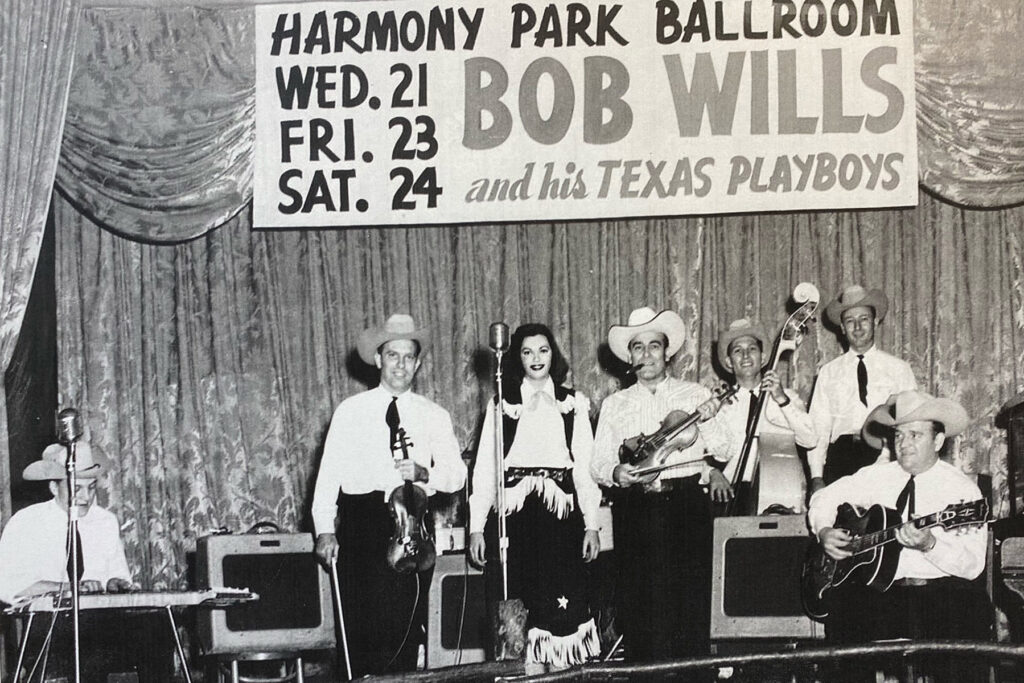 HARMONY PARK BALLROOM
WED. 21
FRI. 23
SAT. 24
BOB WILLS
and his TEXAS PLAYBOYS